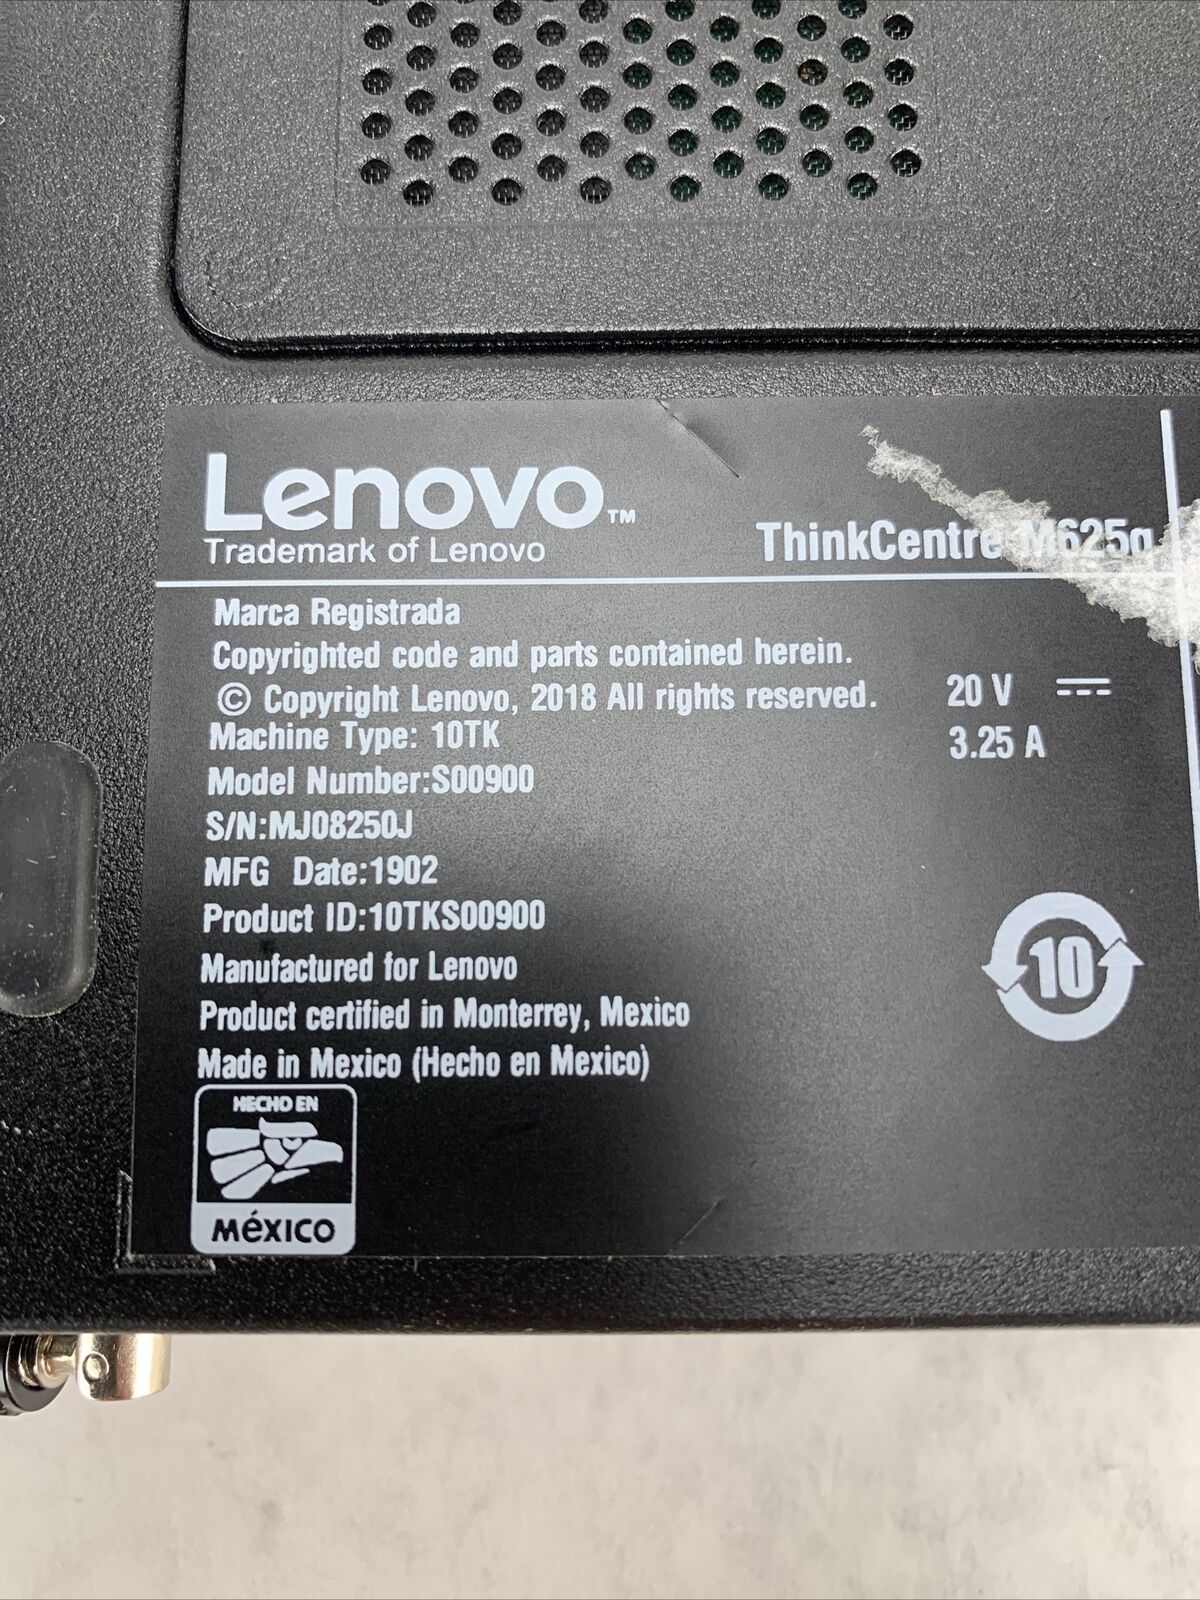 Lenovo™
Trademark of Lenovo
ThinkCentre M625q
Marca Registrada
Copyrighted code and parts contained herein.
© Copyright Lenovo, 2018 All rights reserved.
20 V ⎓
Machine Type: 10TK
3.25 A
Model Number:S00900
S/N:MJ08250J
MFG Date:1902
Product ID:10TKS00900
10
Manufactured for Lenovo
Product certified in Monterrey, Mexico
Made in Mexico (Hecho en Mexico)
HECHO EN
MéXICO